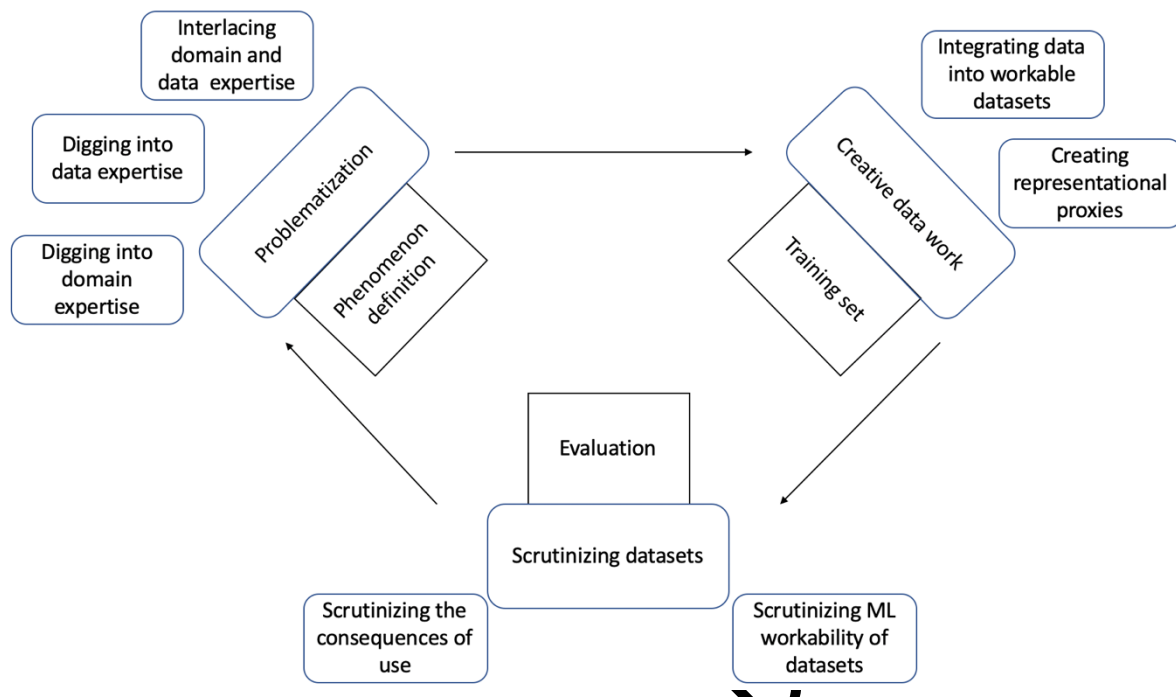 Interlacing
domain and
data expertise
Digging into
data expertise
Digging into
domain
expertise
Problematization
Phenomenon
definition
Integrating data
into workable
datasets
Creating
representational
proxies
Creative data work
Training set
Evaluation
Scrutinizing datasets
Scrutinizing the
consequences of
use
Scrutinizing ML
workability of
datasets